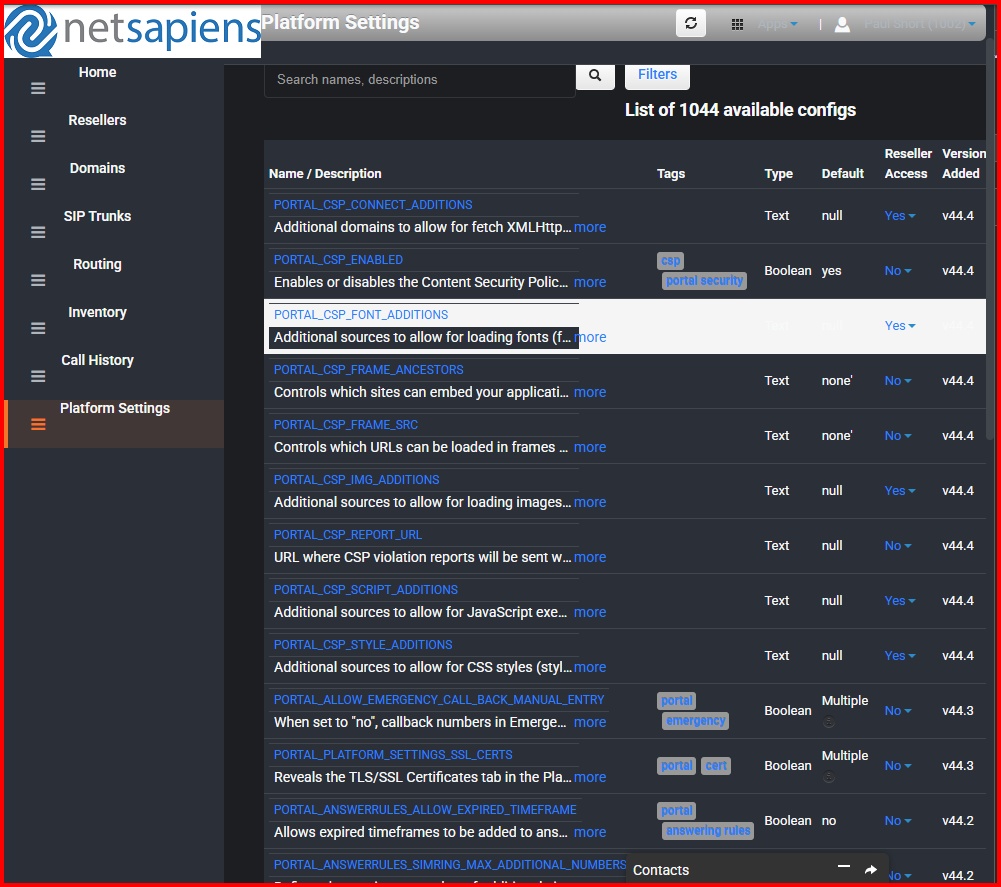 netsapiens
Platform Settings
Apps
Paul Short (1002)
Home
Resellers
Domains
SIP Trunks
Routing
Inventory
Call History
Platform Settings
Search names, descriptions
Filters
List of 1044 available configs
Name / Description Tags Type Default Reseller Access Version Added
PORTAL_CSP_CONNECT_ADDITIONS
Additional domains to allow for fetch XMLHttp... more Text null Yes v44.4
PORTAL_CSP_ENABLED
Enables or disables the Content Security Polic... more csp portal security Boolean yes No v44.4
PORTAL_CSP_FONT_ADDITIONS
Additional sources to allow for loading fonts (f... more Yes
PORTAL_CSP_FRAME_ANCESTORS
Controls which sites can embed your applicati... more Text none' No v44.4
PORTAL_CSP_FRAME_SRC
Controls which URLs can be loaded in frames ... more Text none' No v44.4
PORTAL_CSP_IMG_ADDITIONS
Additional sources to allow for loading images... more Text null Yes v44.4
PORTAL_CSP_REPORT_URL
URL where CSP violation reports will be sent w... more Text null No v44.4
PORTAL_CSP_SCRIPT_ADDITIONS
Additional sources to allow for JavaScript exe... more Text null Yes v44.4
PORTAL_CSP_STYLE_ADDITIONS
Additional sources to allow for CSS styles (styl... more Text null Yes v44.4
PORTAL_ALLOW_EMERGENCY_CALL_BACK_MANUAL_ENTRY
When set to "no", callback numbers in Emerge... more portal emergency Boolean Multiple No v44.3
PORTAL_PLATFORM_SETTINGS_SSL_CERTS
Reveals the TLS/SSL Certificates tab in the Pla... more portal cert Boolean Multiple No v44.3
PORTAL_ANSWERRULES_ALLOW_EXPIRED_TIMEFRAME
Allows expired timeframes to be added to ans... more portal answering rules Boolean no No v44.2
PORTAL_ANSWERRULES_SIMRING_MAX_ADDITIONAL_NUMBERS
No v44.2
Contacts